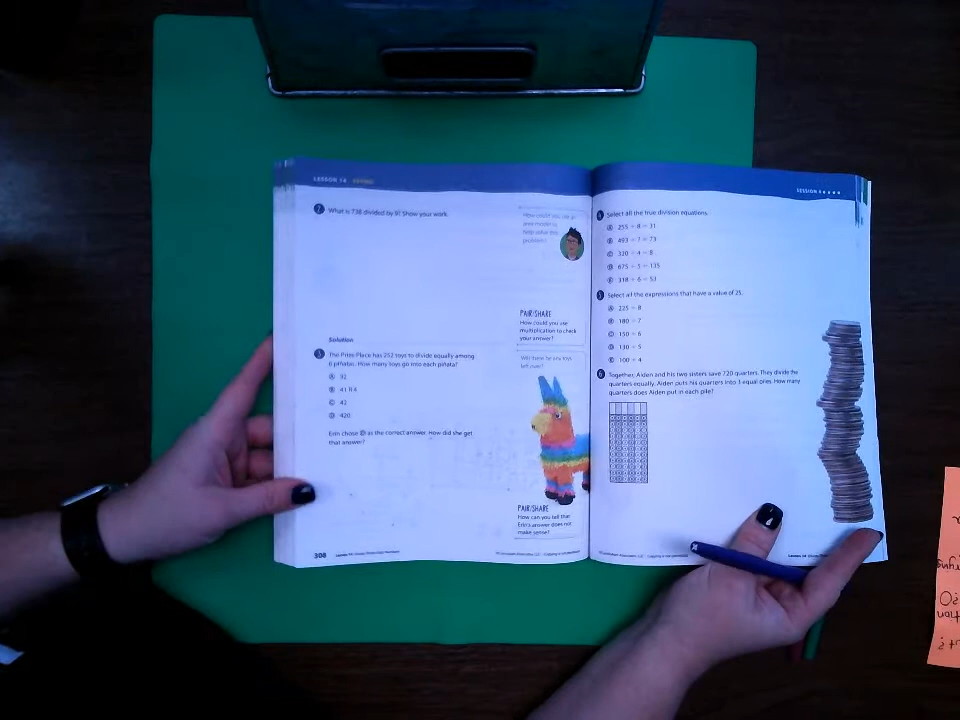 LESSON 14
2 What is 738 divided by 9? Show your work.
How could you use an
area model to
help solve this
problem?
PAIR/SHARE
How could you use
multiplication to check
your answer?
Solution
3 The Prize Place has 252 toys to divide equally among
6 piñatas. How many toys go into each piñata?
A 32
B 41 R 4
C 42
D 420
Erin chose D as the correct answer. How did she get
that answer?
Will there be any toys
left over?
PAIR/SHARE
How can you tell that
Erin's answer does not
make sense?
308
LESSON
4 Select all the true division equations.
A 255 ÷ 8 = 31
B 493 ÷ 7 = 73
C 320 ÷ 4 = 8
D 675 ÷ 5 = 135
E 318 ÷ 6 = 53
5 Select all the expressions that have a value of 25.
A 225 ÷ 8
B 180 ÷ 7
C 150 ÷ 6
D 130 ÷ 5
E 100 ÷ 4
6 Together, Aiden and his two sisters save 720 quarters. They divide the
quarters equally. Aiden puts his quarters into 3 equal piles. How many
quarters does Aiden put in each pile?